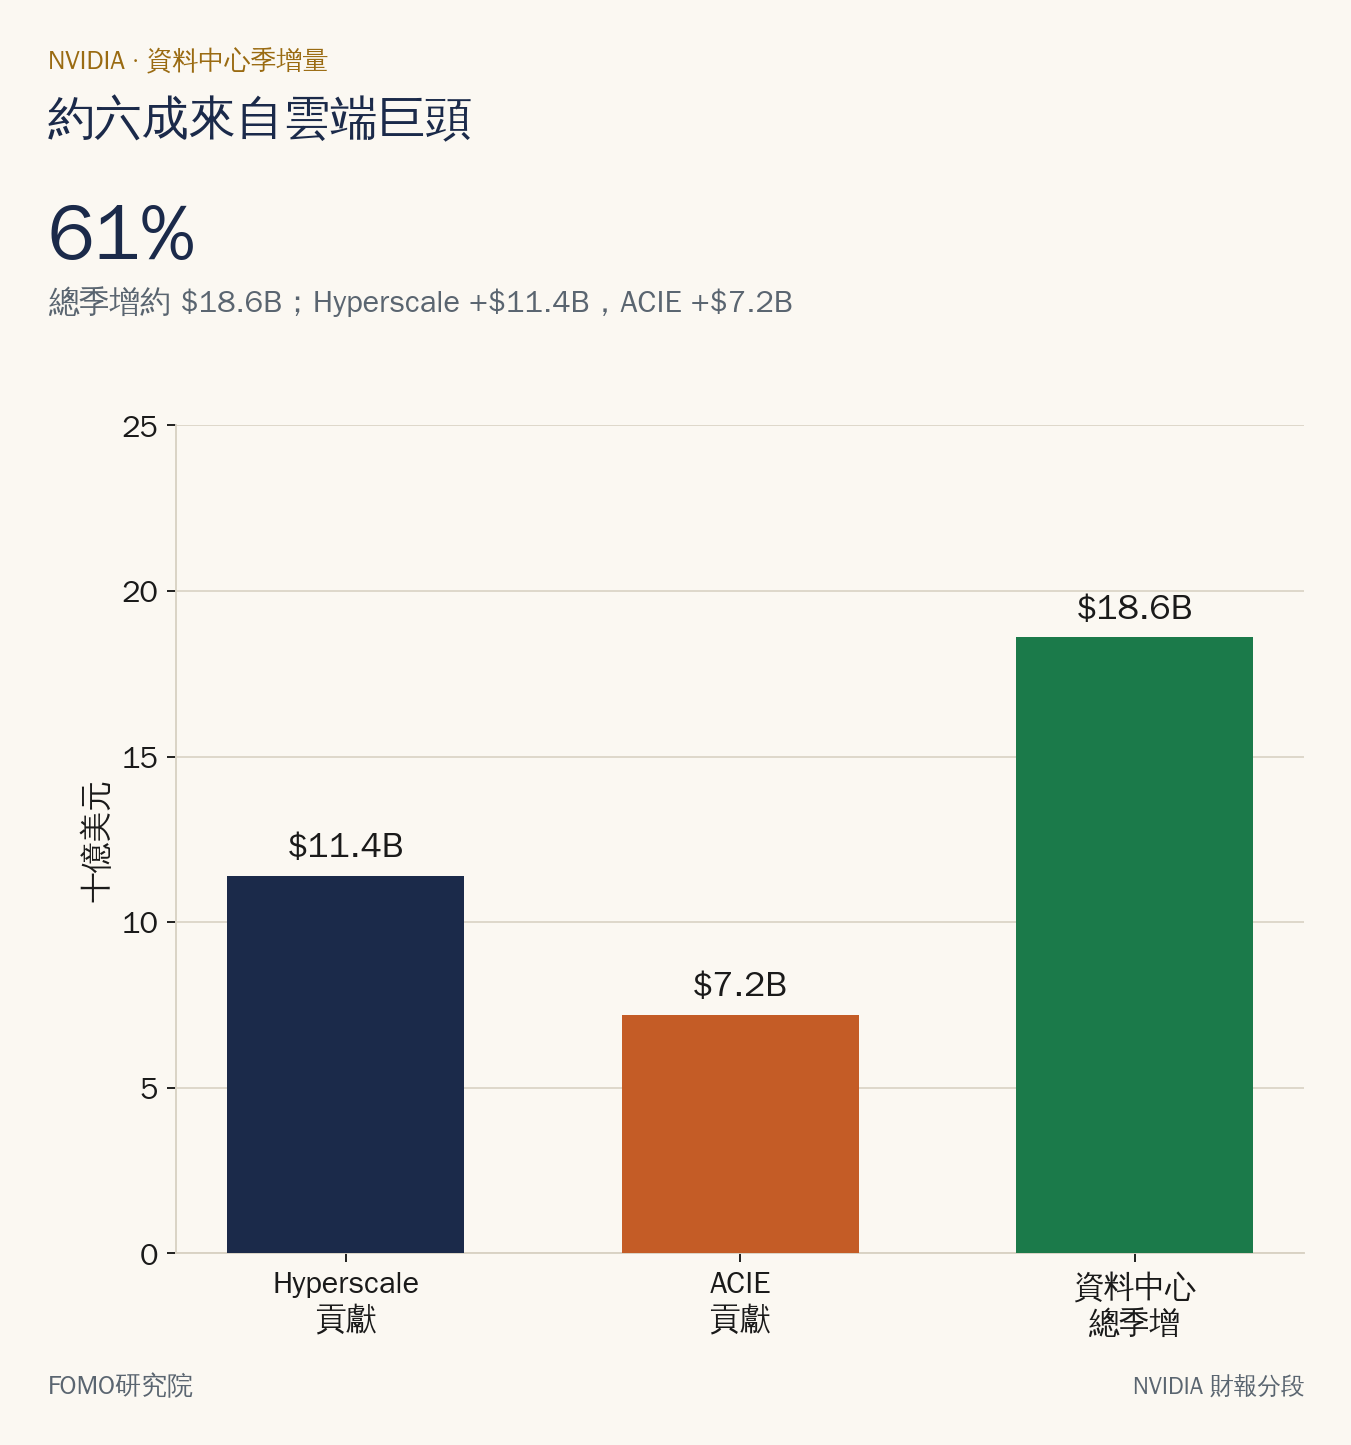 NVIDIA · 資料中心季增量
約六成來自雲端巨頭
61%
總季增約 $18.6B；Hyperscale +$11.4B，ACIE +$7.2B
25
20
15
10
5
0
十億美元
$11.4B
$7.2B
$18.6B
Hyperscale
貢獻
ACIE
貢獻
資料中心
總季增
FOMO研究院
NVIDIA 財報分段